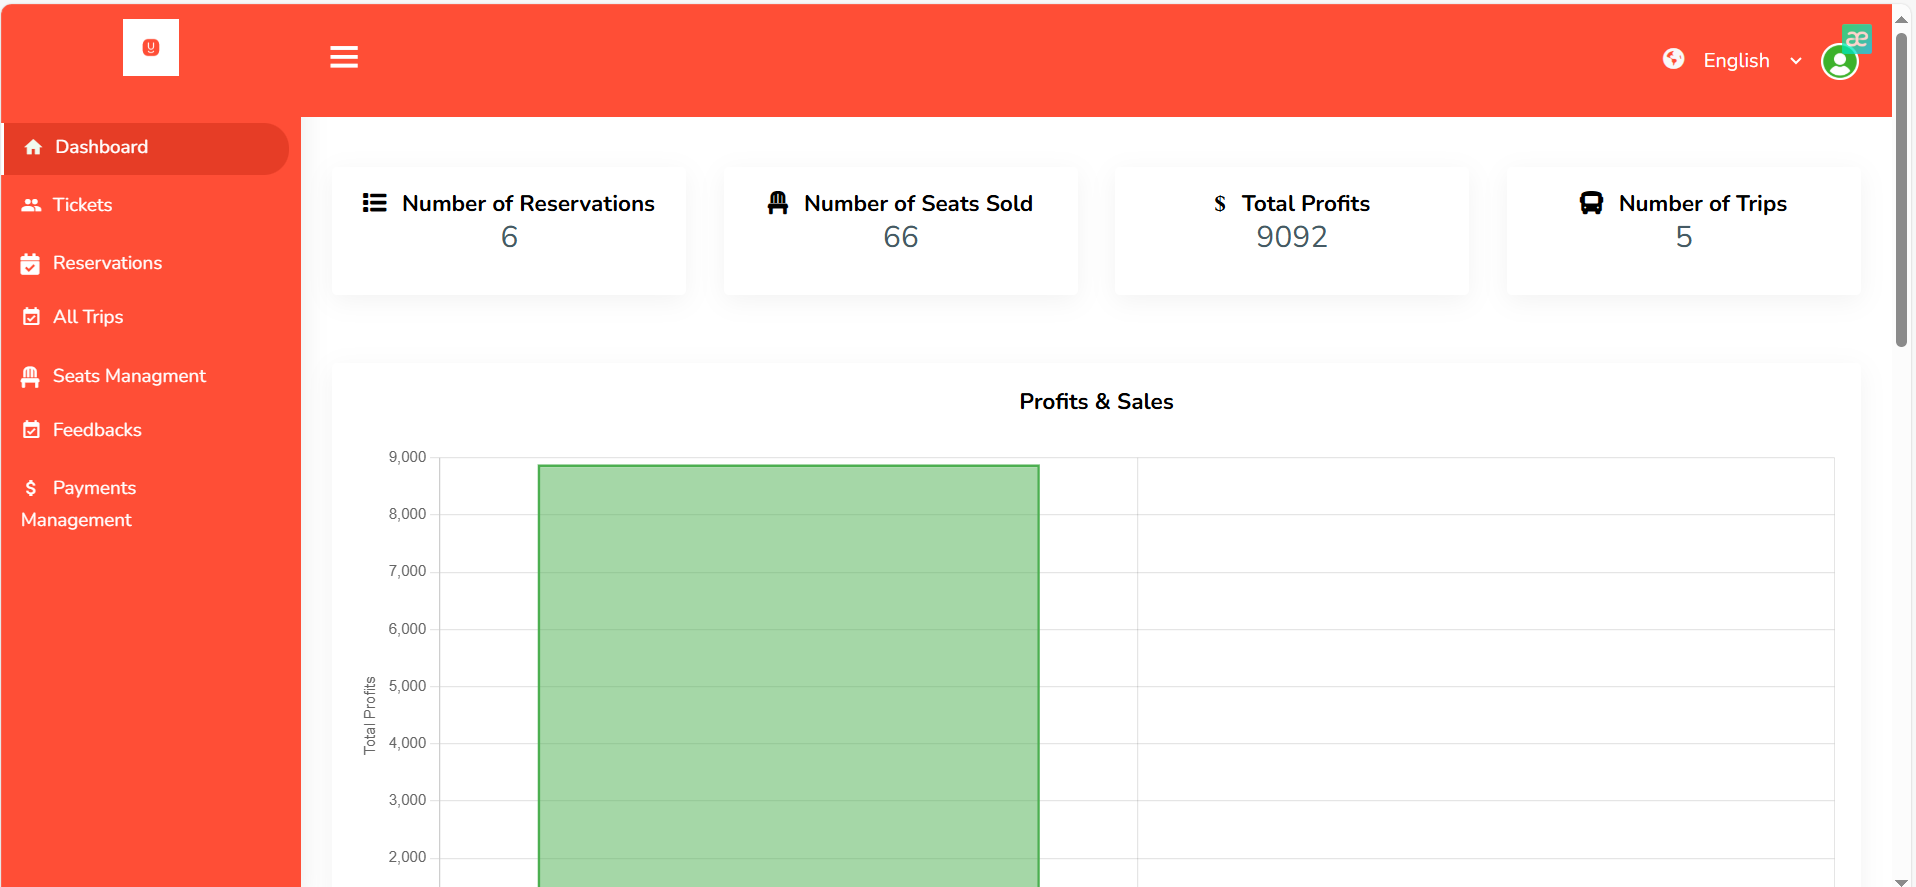 English
æ
Dashboard
Tickets
Reservations
All Trips
Seats Managment
Feedbacks
$ Payments
Management
Number of Reservations
6
Number of Seats Sold
66
$ Total Profits
9092
Number of Trips
5
Profits & Sales
9,000
8,000
7,000
6,000
5,000
4,000
3,000
2,000
Total Profits